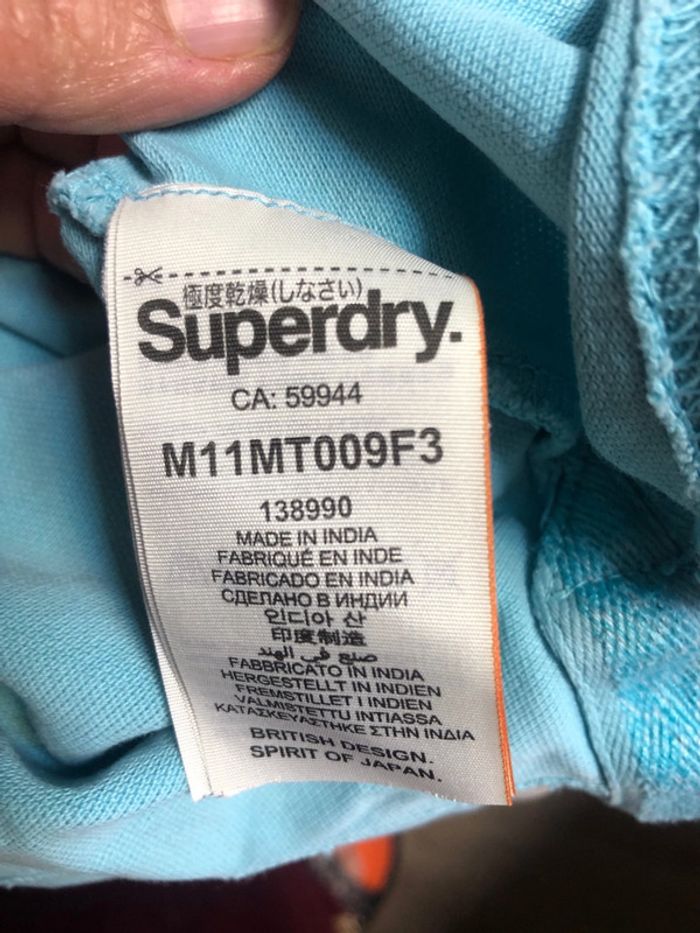 極度乾燥(しなさい)
Superdry.
CA: 59944
M11MT009F3
138990
MADE IN INDIA
FABRIQUÉ EN INDE
FABRICADO EN INDIA
СДЕЛАНО В ИНДИИ
인디아 산
印度制造
صنع في الهند
FABBRICATO IN INDIA
HERGESTELLT IN INDIEN
FREMSTILLET I INDIEN
VALMISTETTU INTIASSA
ΚΑΤΑΣΚΕΥΑΣΤΗΚΕ ΣΤΗΝ ΙΝΔΙΑ
BRITISH DESIGN.
SPIRIT OF JAPAN.